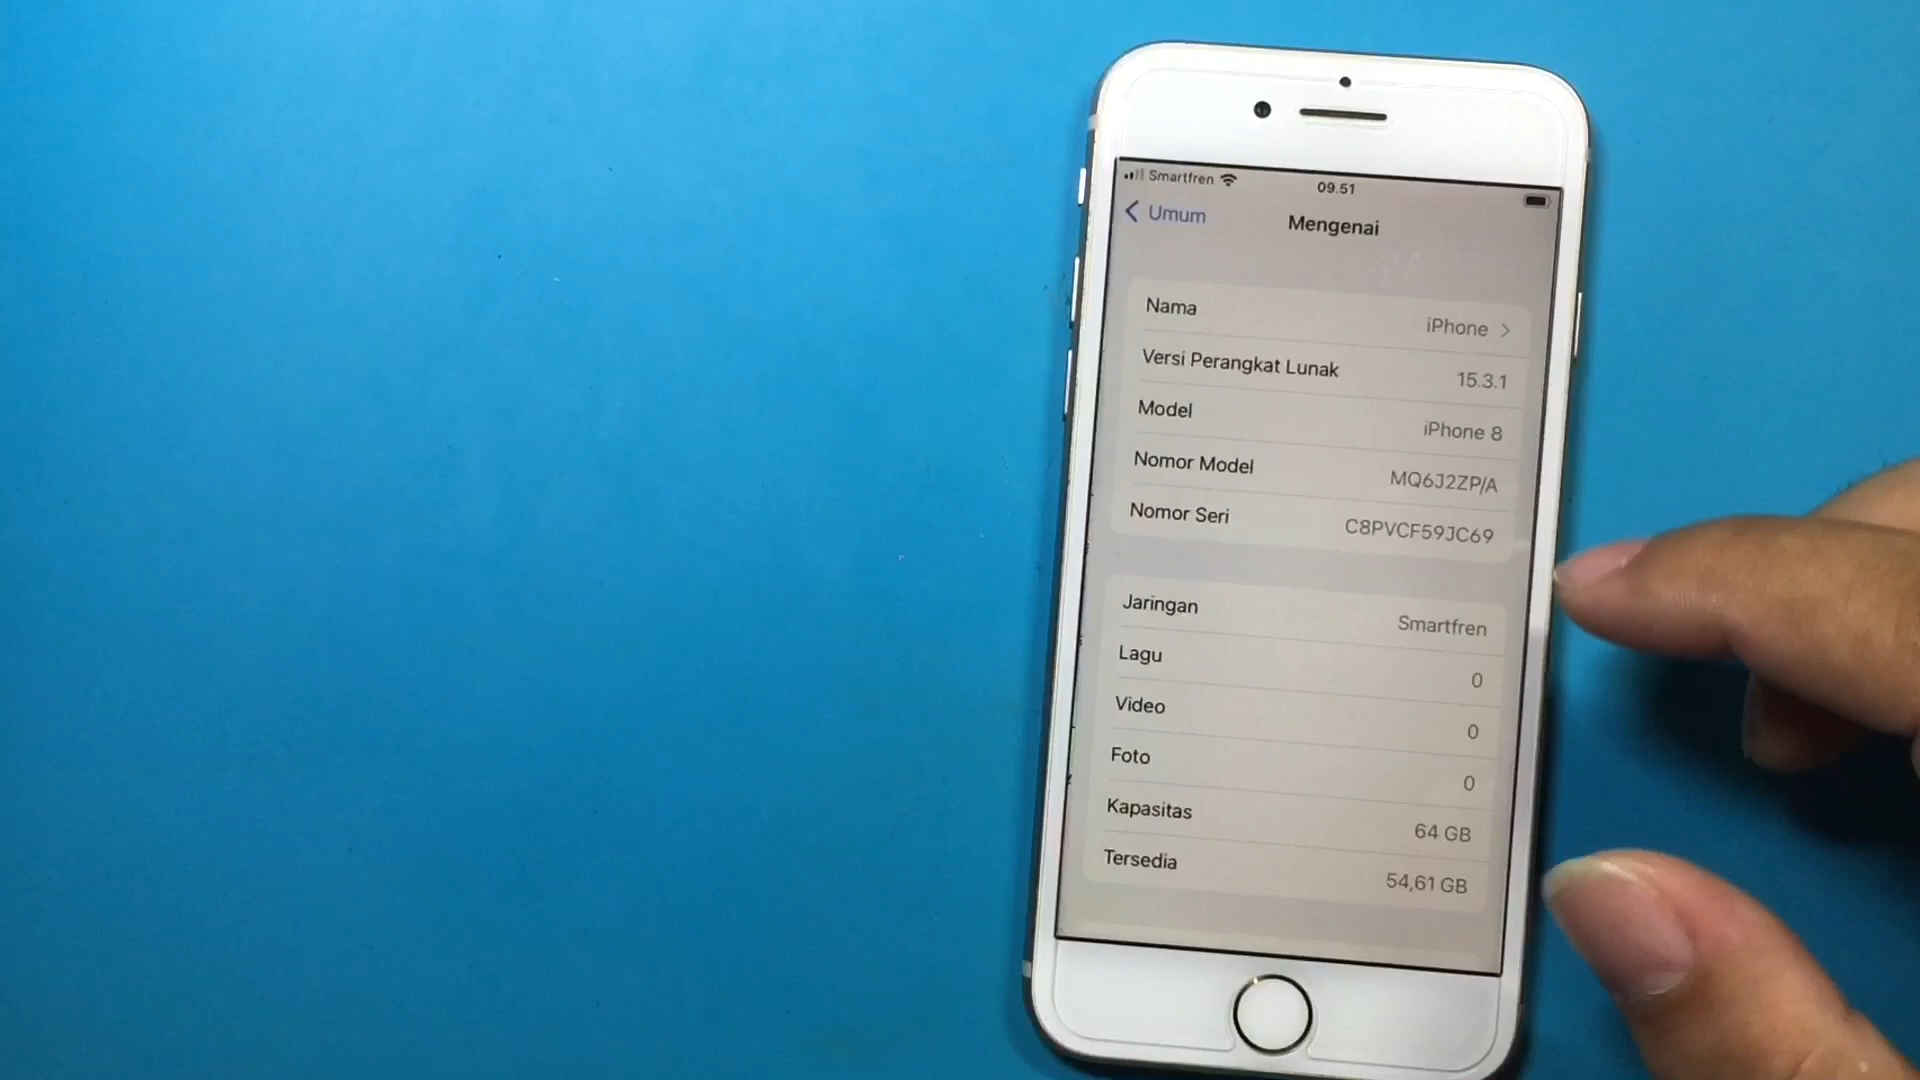 Smartfren
09.51
Umum
Mengenai
Nama iPhone
Versi Perangkat Lunak 15.3.1
Model iPhone 8
Nomor Model MQ6J2ZP/A
Nomor Seri C8PVCF59JC69
Jaringan Smartfren
Lagu 0
Video 0
Foto 0
Kapasitas 64 GB
Tersedia 54,61 GB